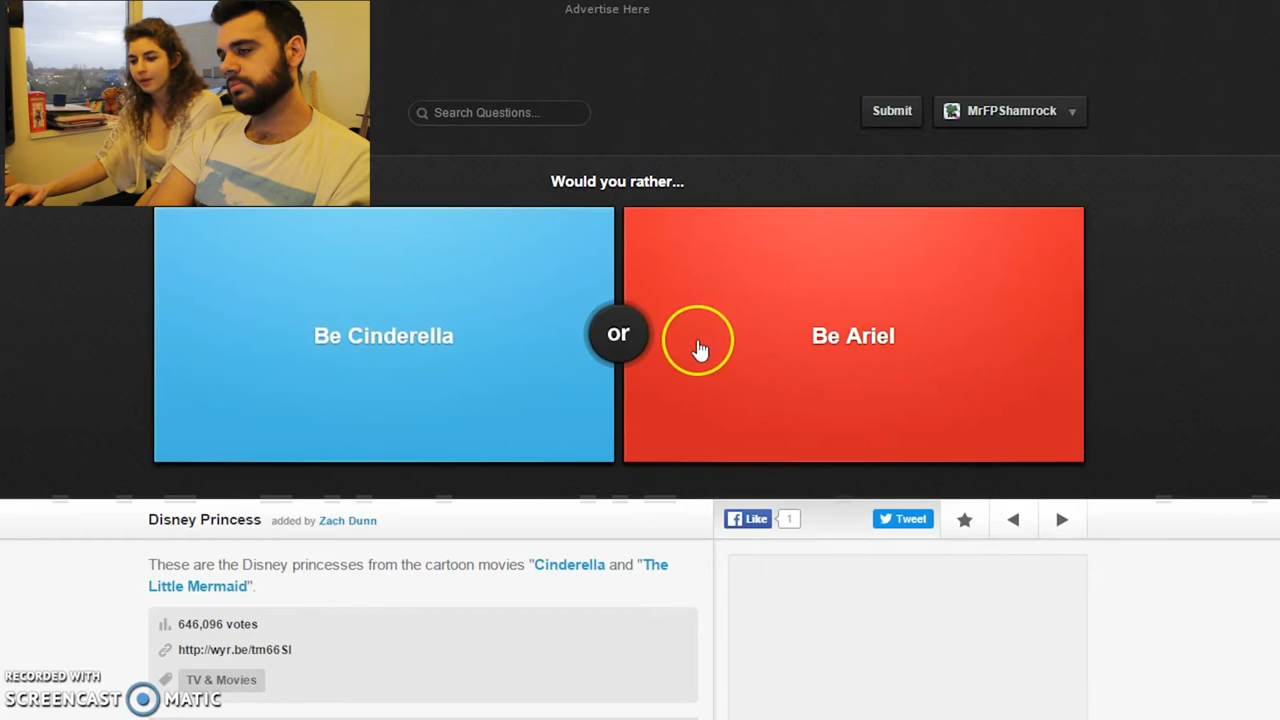 Advertise Here
Search Questions...
Submit
MrFPShamrock
Would you rather...
Be Cinderella
or
Be Ariel
Disney Princess added by Zach Dunn
Like 1
Tweet
These are the Disney princesses from the cartoon movies "Cinderella and "The
Little Mermaid".
646,096 votes
http://wyr.be/tm66Sl
TV & Movies
RECORDED WITH
SCREENCAST MATIC